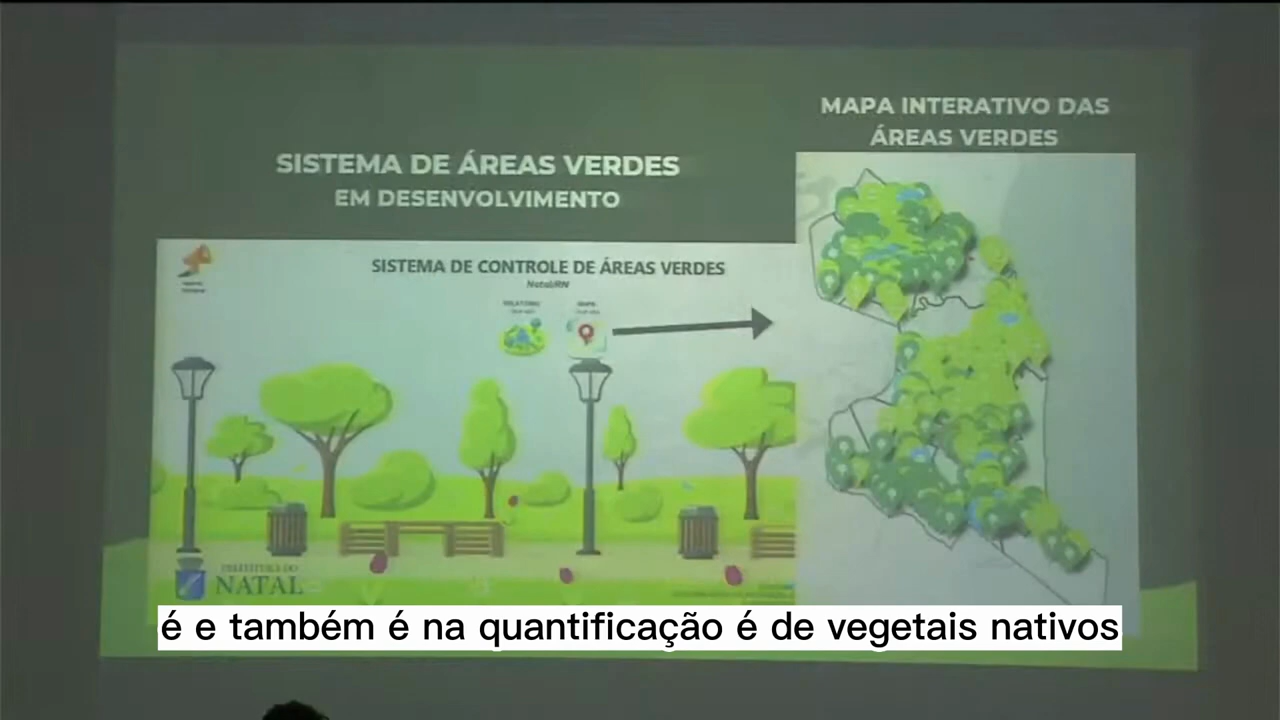 MAPA INTERATIVO DAS
ÁREAS VERDES
SISTEMA DE ÁREAS VERDES
EM DESENVOLVIMENTO
SISTEMA DE CONTROLE DE ÁREAS VERDES
Natal/RN
PREFEITURA DO
NATAL
é e também é na quantificação é de vegetais nativos